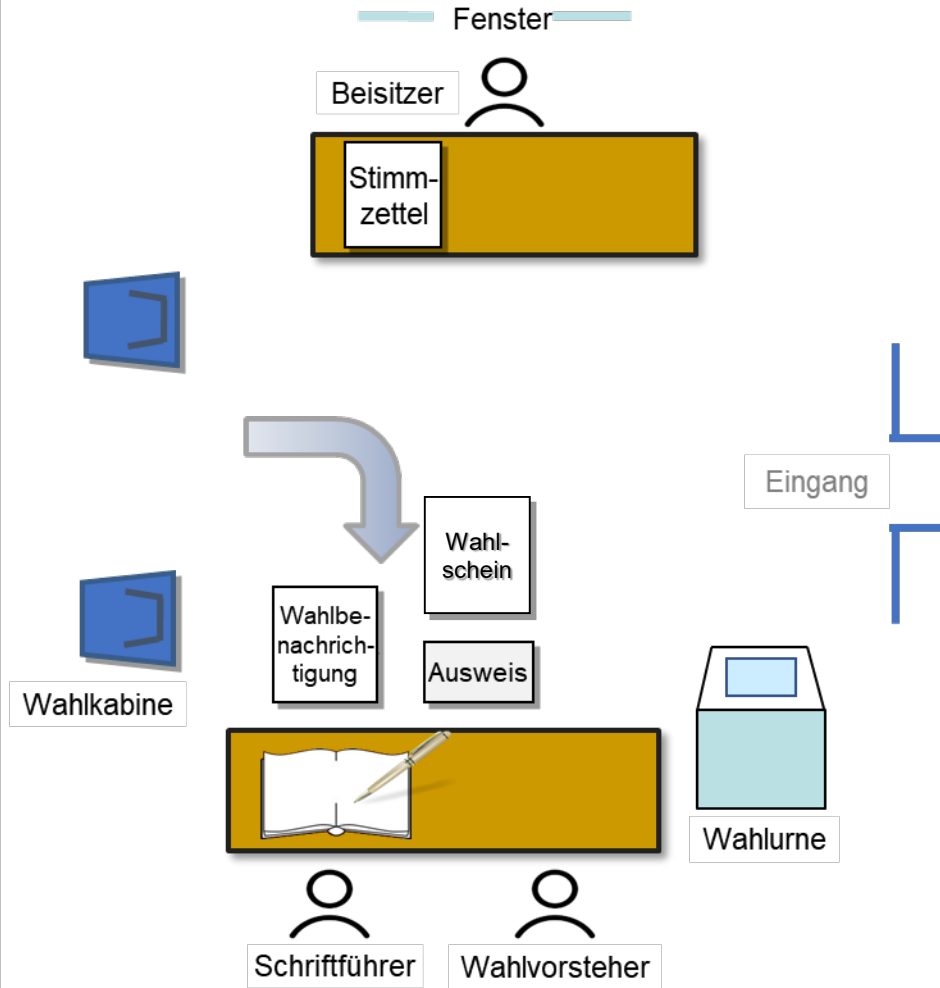 Fenster
Beisitzer
Stimm-
zettel
Eingang
Wahl-
schein
Wahlbe-
nachrich-
tigung
Ausweis
Wahlkabine
Wahlurne
Schriftführer
Wahlvorsteher